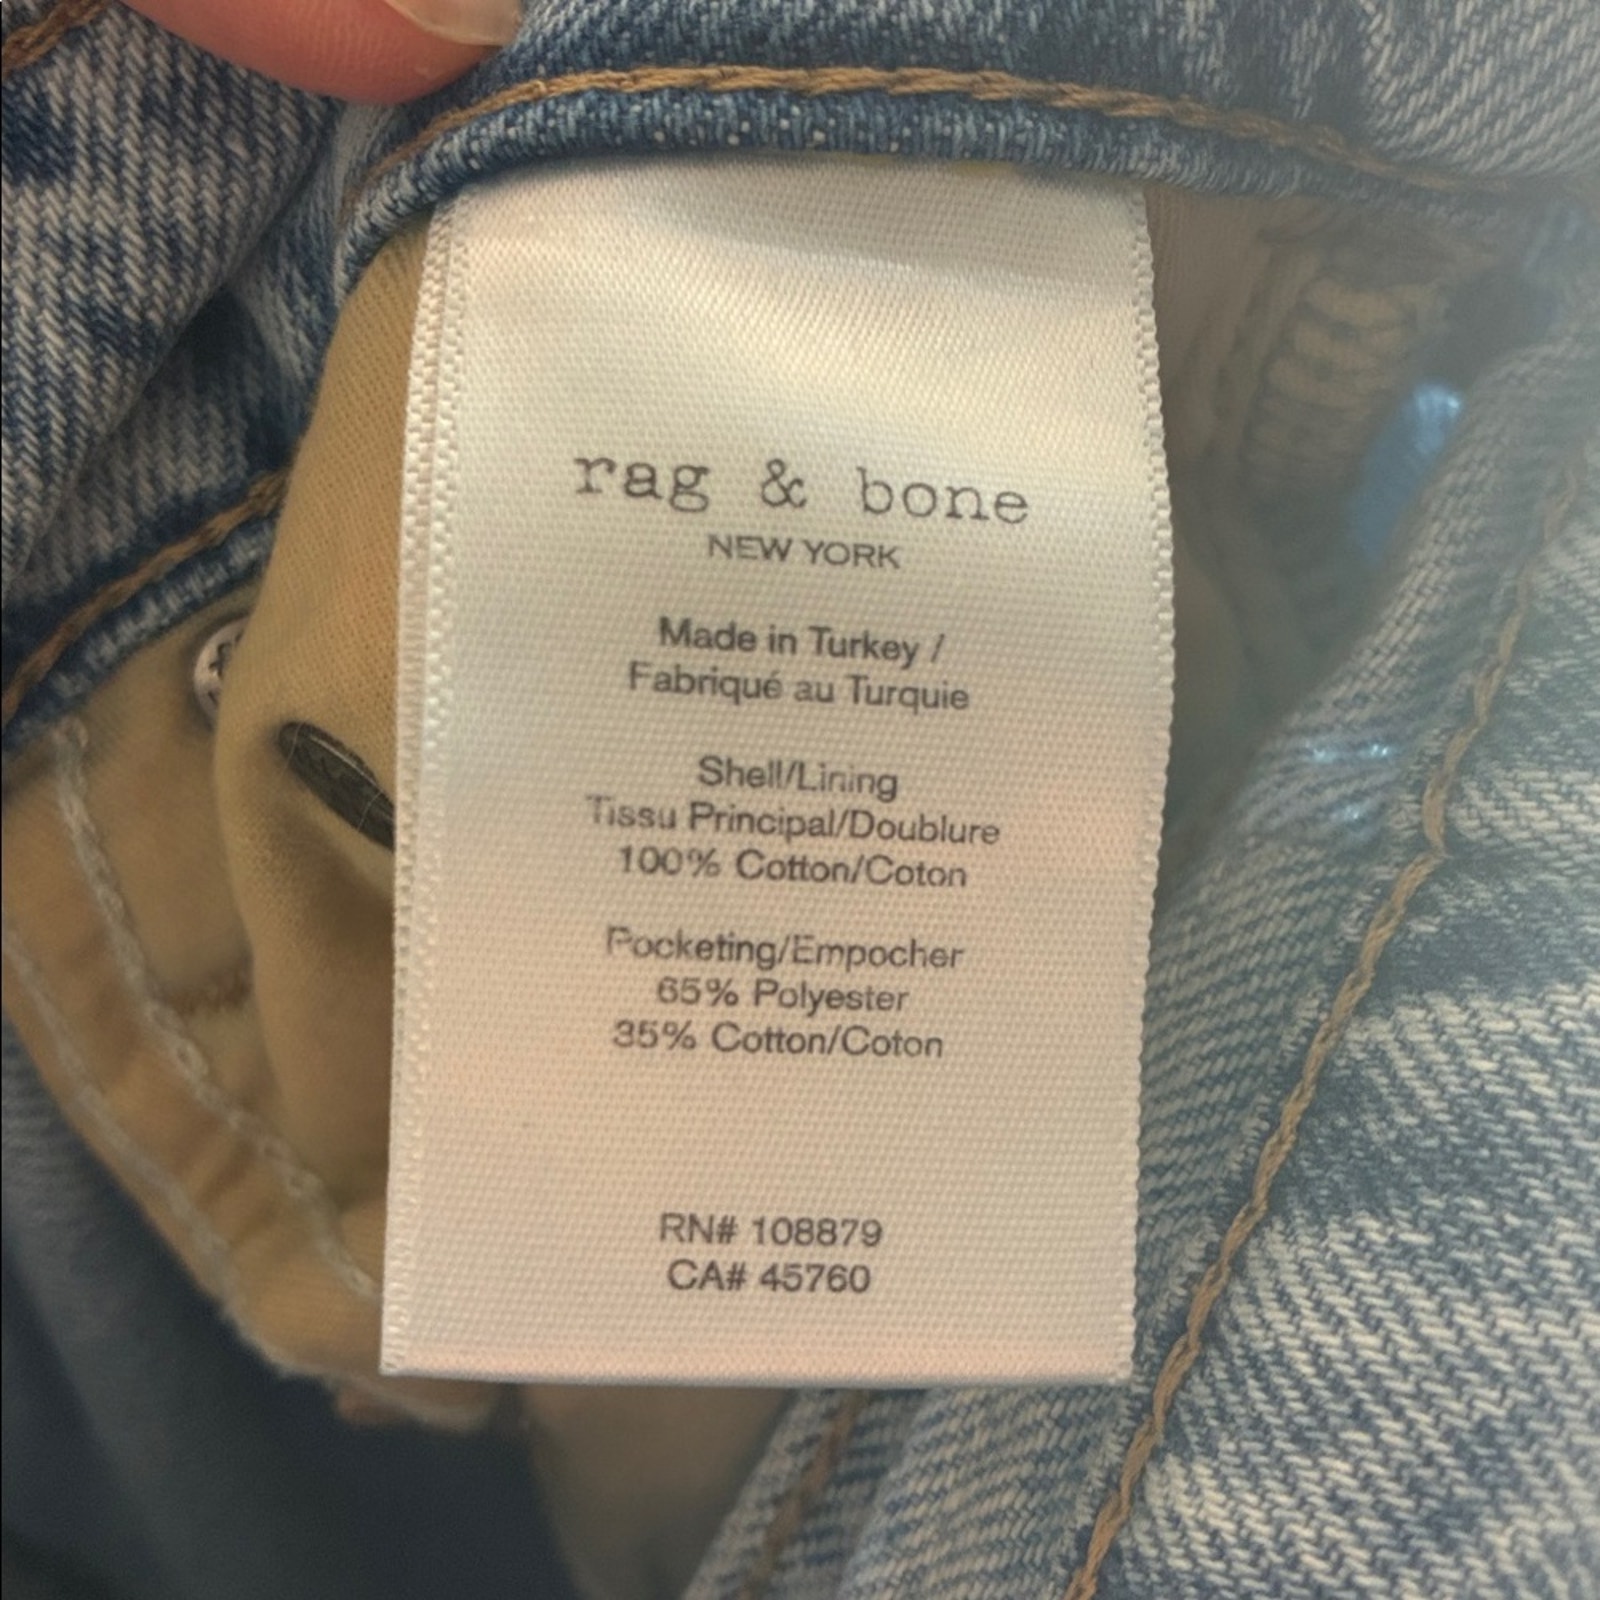 rag & bone
NEW YORK
Made in Turkey /
Fabriqué au Turquie
Shell/Lining
Tissu Principal/Doublure
100% Cotton/Coton
Pocketing/Empocher
65% Polyester
35% Cotton/Coton
RN# 108879
CA# 45760